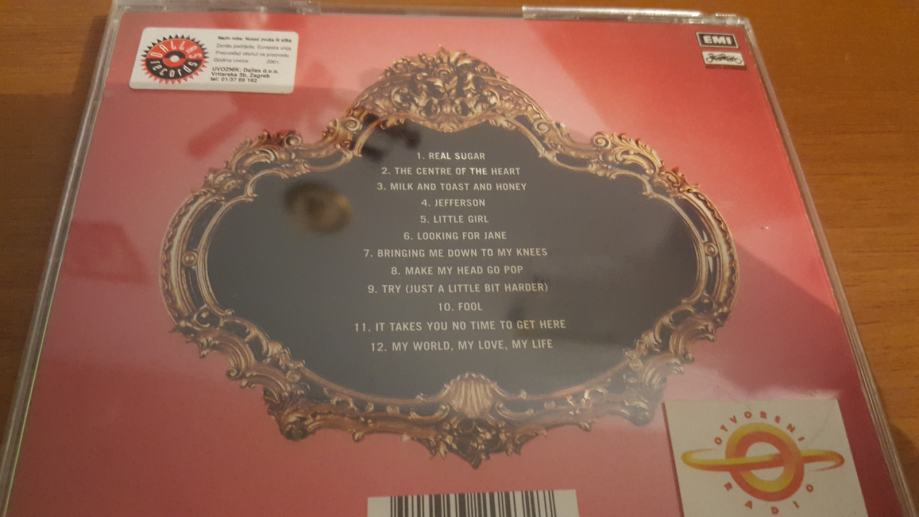 DALLAS
records
UVOZNIK: Dallas d.o.o.
Zagreb
EMI
1. REAL SUGAR
2. THE CENTRE OF THE HEART
3. MILK AND TOAST AND HONEY
4. JEFFERSON
5. LITTLE GIRL
6. LOOKING FOR JANE
7. BRINGING ME DOWN TO MY KNEES
8. MAKE MY HEAD GO POP
9. TRY (JUST A LITTLE BIT HARDER)
10. FOOL
11. IT TAKES YOU NO TIME TO GET HERE
12. MY WORLD, MY LOVE, MY LIFE
OTVORENI
RADIO